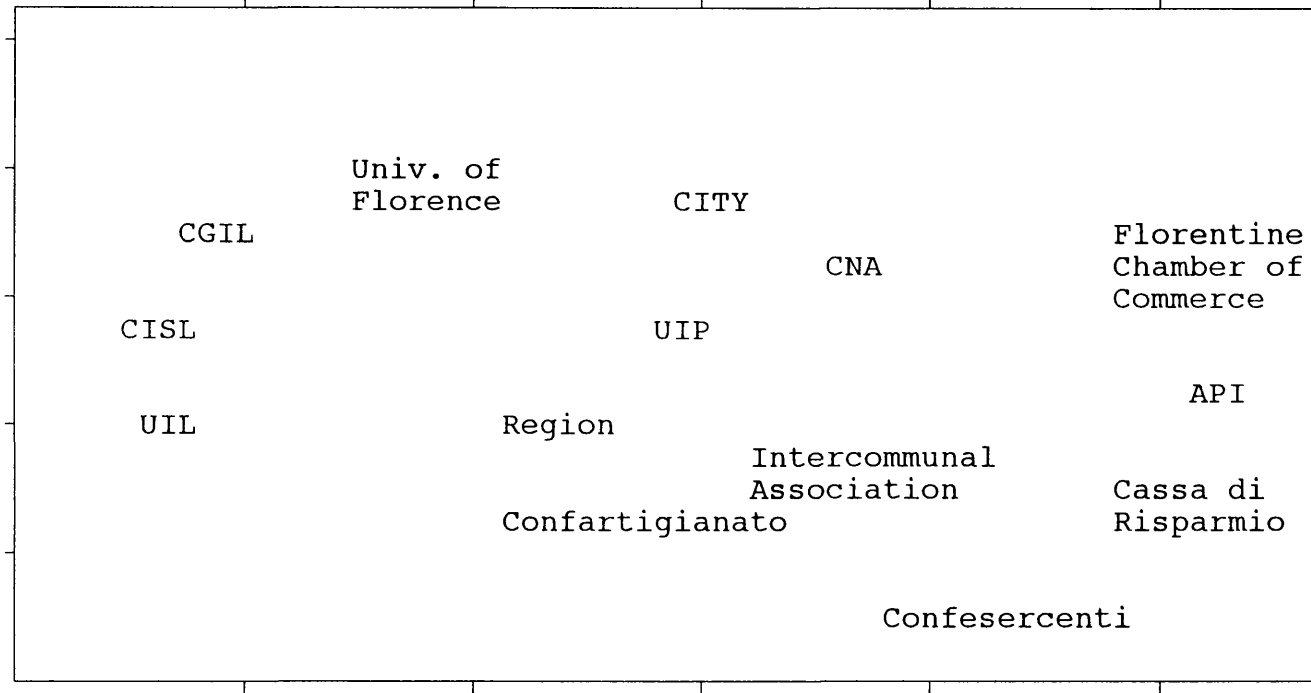 Univ. of
Florence
CITY
CGIL
Florentine
Chamber of
Commerce
CNA
CISL
UIP
API
UIL
Region
Intercommunal
Association
Cassa di
Risparmio
Confartigianato
Confesercenti